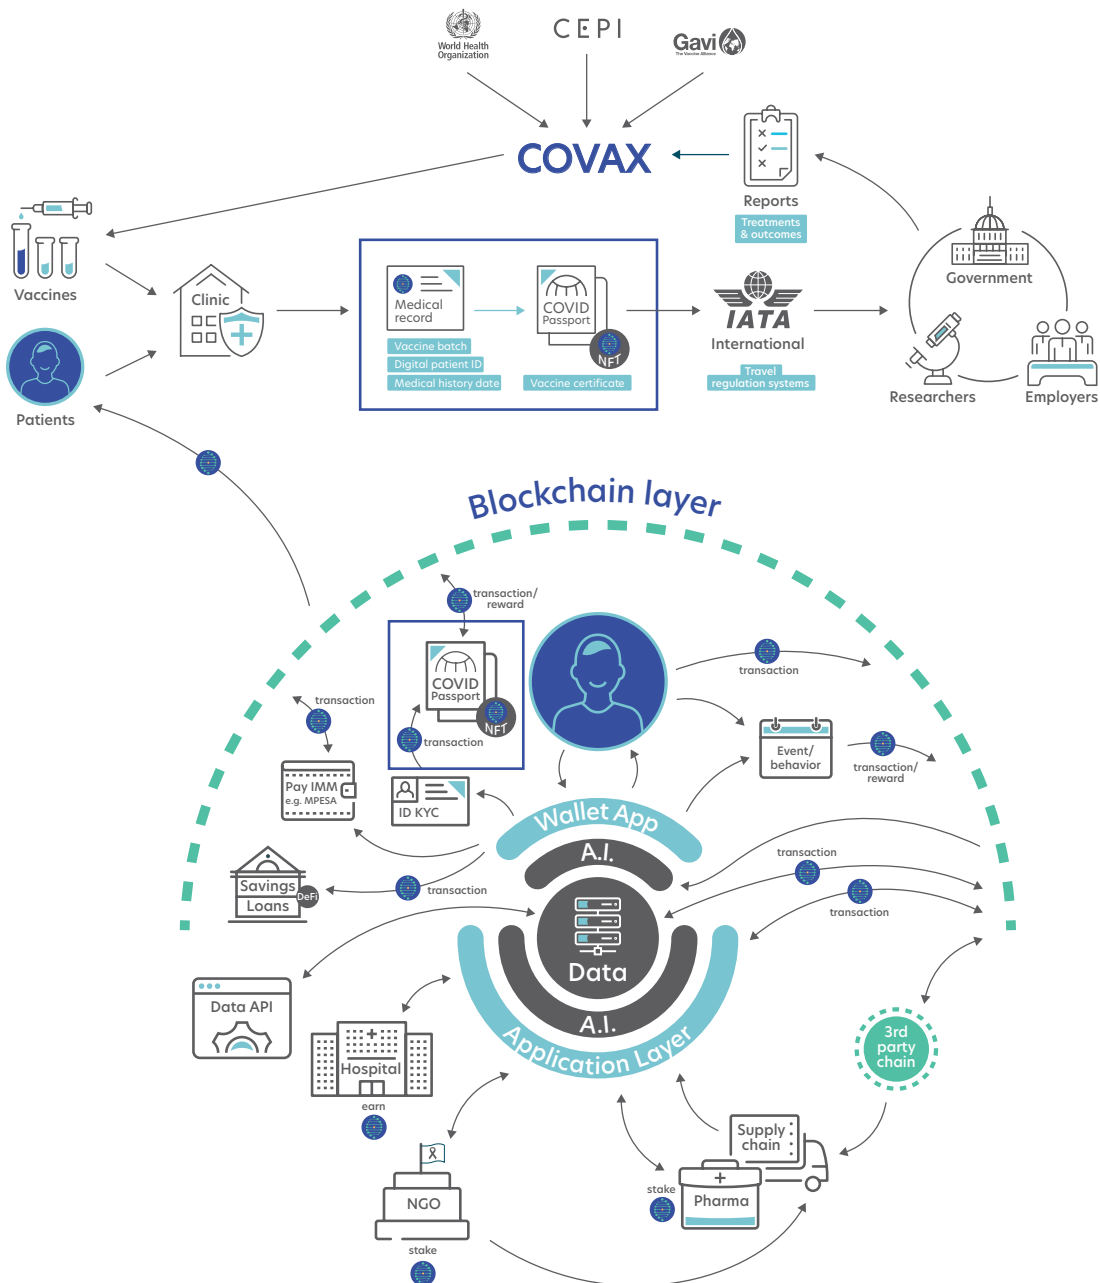 World Health
Organization
CEPI
Gavi
The Vaccine Alliance
COVAX
Reports
Treatments
& outcomes
Vaccines
Clinic
Patients
Medical
record
Vaccine batch
Digital patient ID
Medical history date
COVID
Passport
NFT
Vaccine certificate
IATA
International
Travel
regulation systems
Government
Researchers
Employers
Blockchain layer
transaction/
reward
COVID
Passport
NFT
transaction
transaction
transaction
Event/
behavior
transaction/
reward
Pay IMM
e.g. MPESA
ID KYC
Wallet App
A.I.
Savings
Loans
DeFi
transaction
transaction
transaction
Data
A.I.
Application Layer
Data API
Hospital
earn
NGO
stake
3rd
party
chain
Supply
chain
stake
Pharma